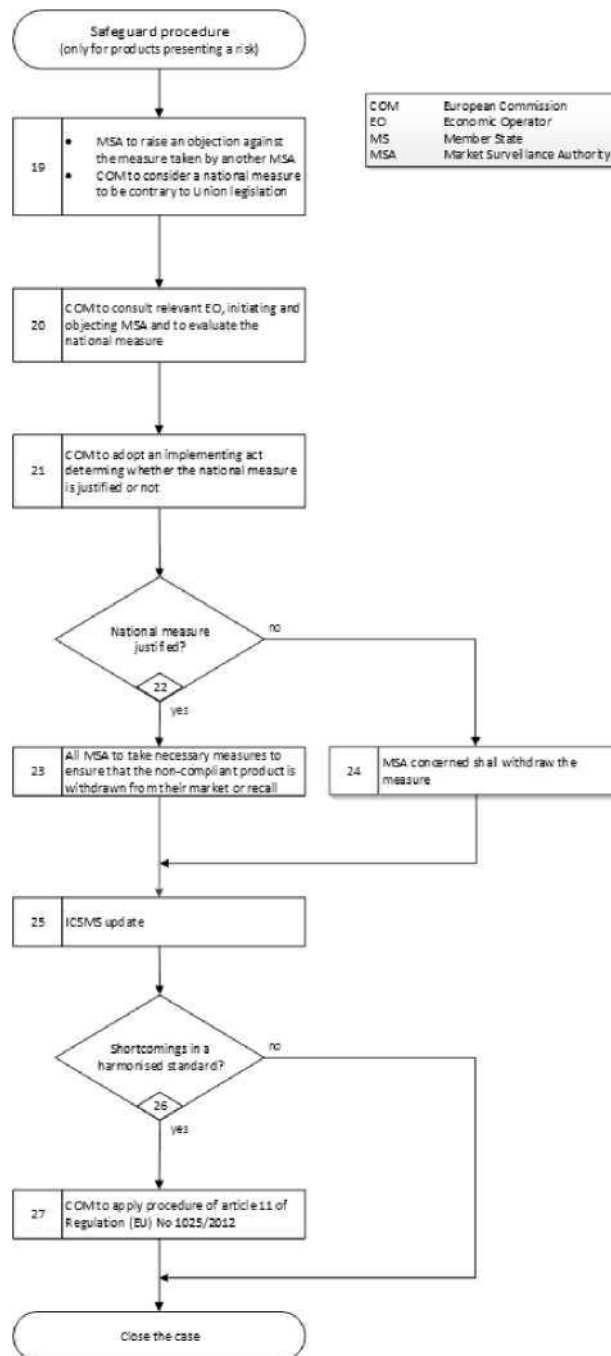 Safeguard procedure
(only for products presenting a risk)
COM European Commission
EO Economic Operator
MS Member State
MSA Market Surveillance Authority
19
• MSA to raise an objection against
the measure taken by another MSA
• COM to consider a national measure
to be contrary to Union legislation
20
COM to consult relevant EO, initiating and
objecting MSA and to evaluate the
national measure
21
COM to adopt an implementing act
determing whether the national measure
is justified or not
National measure
justified?
no
22
yes
23
All MSA to take necessary measures to
ensure that the non-compliant product is
withdrawn from their market or recall
24
MSA concerned shall withdraw the
measure
25
ICSMS update
Shortcomings in a
harmonised standard?
no
26
yes
27
COM to apply procedure of article 11 of
Regulation (EU) No 1025/2012
Close the case